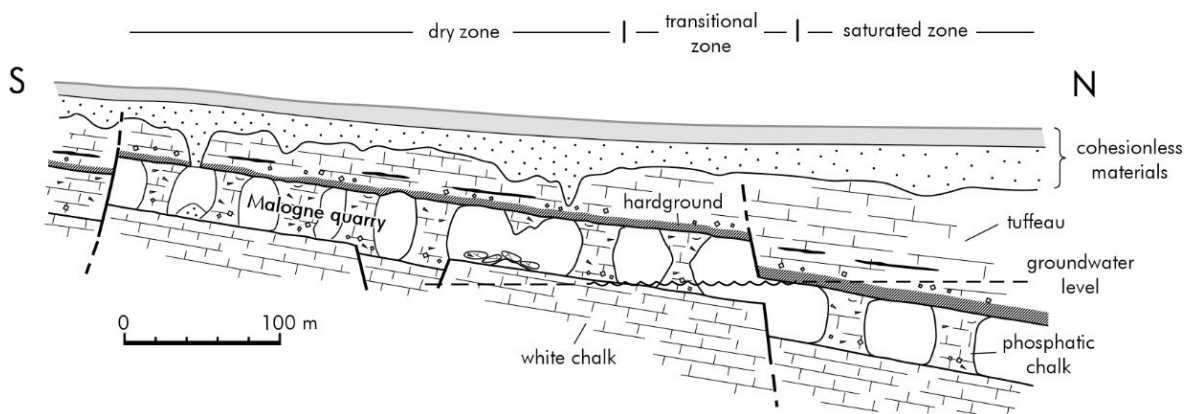 dry zone
transitional
zone
saturated zone
S
N
cohesionless
materials
Malogne quarry
hardground
tuffeau
groundwater
level
0
100 m
white chalk
phosphatic
chalk